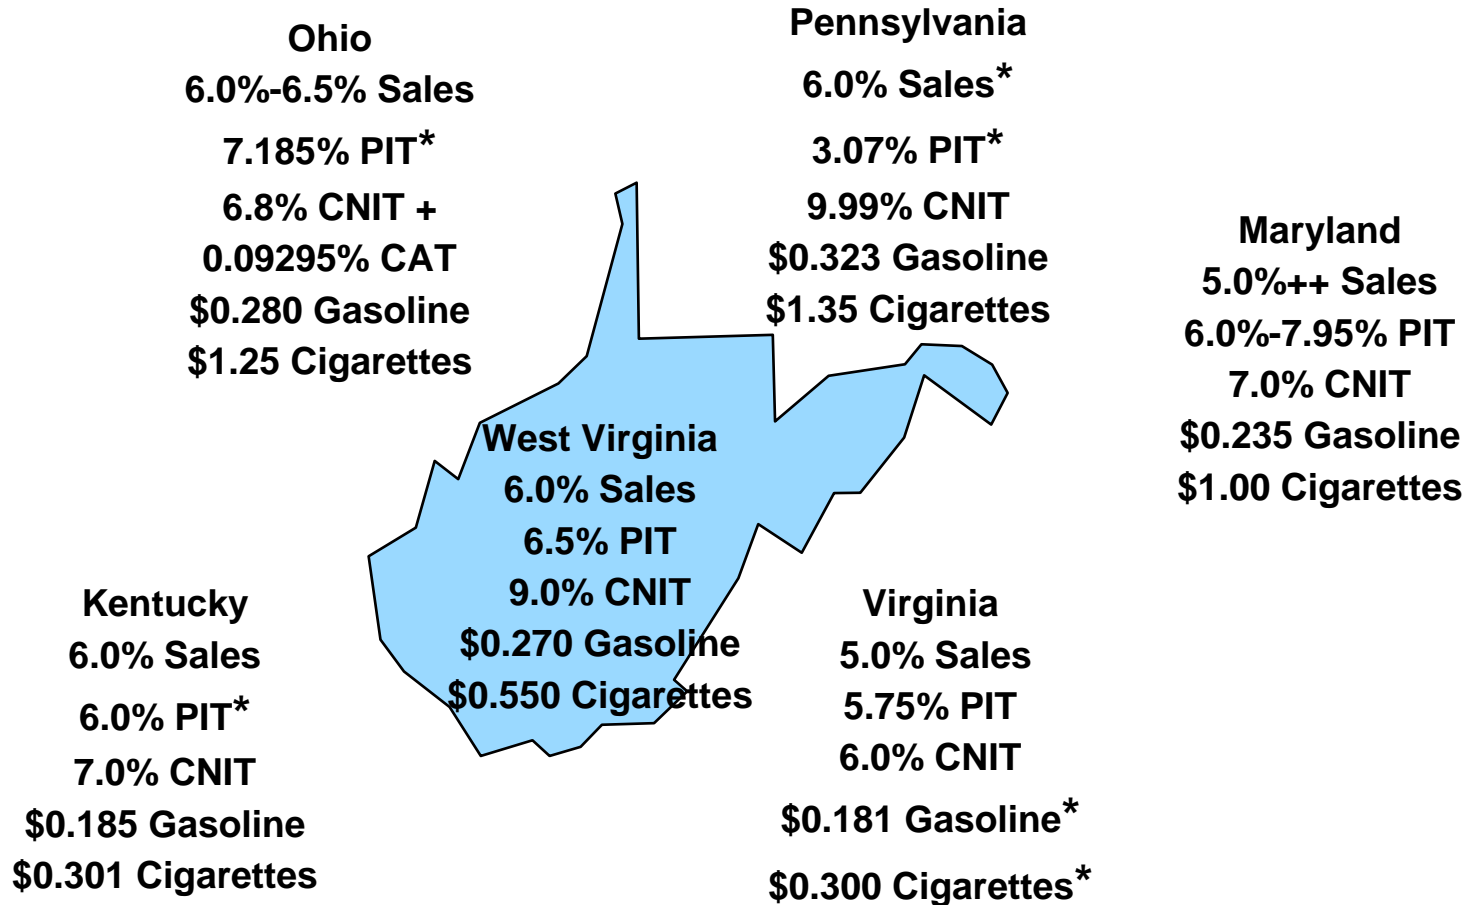 Ohio
6.0%-6.5% Sales
7.185% PIT*
6.8% CNIT +
0.09295% CAT
$0.280 Gasoline
$1.25 Cigarettes
Pennsylvania
6.0% Sales*
3.07% PIT*
9.99% CNIT
$0.323 Gasoline
$1.35 Cigarettes
Maryland
5.0%++ Sales
6.0%-7.95% PIT
7.0% CNIT
$0.235 Gasoline
$1.00 Cigarettes
West Virginia
6.0% Sales
6.5% PIT
9.0% CNIT
$0.270 Gasoline
$0.550 Cigarettes
Kentucky
6.0% Sales
6.0% PIT*
7.0% CNIT
$0.185 Gasoline
$0.301 Cigarettes
Virginia
5.0% Sales
5.75% PIT
6.0% CNIT
$0.181 Gasoline*
$0.300 Cigarettes*